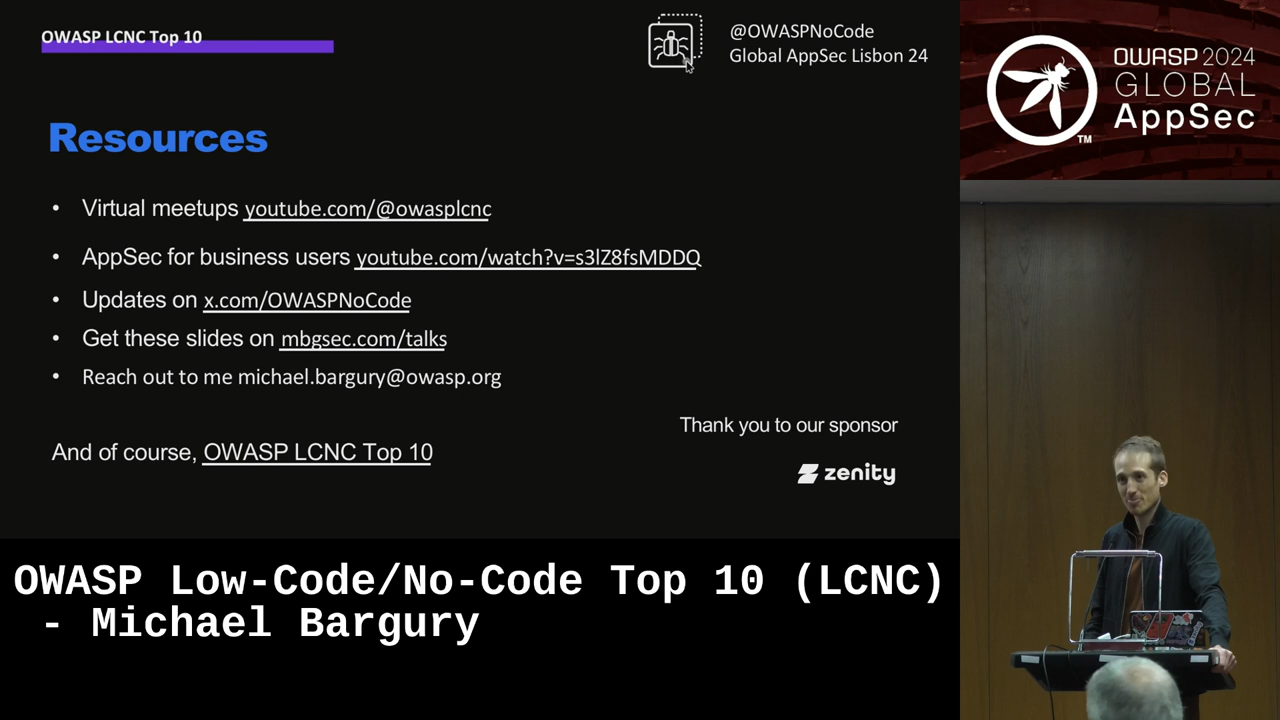 OWASP LCNC Top 10
@OWASPNoCode
Global AppSec Lisbon 24
Resources
• Virtual meetups youtube.com/@owasplcnc
• AppSec for business users youtube.com/watch?v=s3lZ8fsMDDQ
• Updates on x.com/OWASPNoCode
• Get these slides on mbgsec.com/talks
• Reach out to me michael.bargury@owasp.org
And of course, OWASP LCNC Top 10
Thank you to our sponsor
zenity
OWASP Low-Code/No-Code Top 10 (LCNC)
- Michael Bargury
OWASP 2024
GLOBAL
AppSec
TM